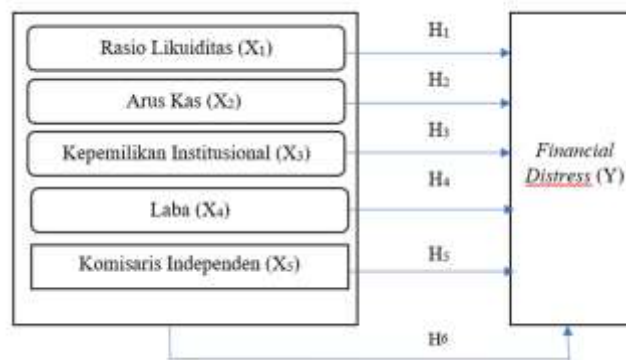 Rasio Likuiditas (X₁)
H₁
Arus Kas (X₂)
H₂
Kepemilikan Institusional (X₃)
H₃
Laba (X₄)
H₄
Komisaris Independen (X₅)
H₅
Financial
Distress (Y)
H⁶